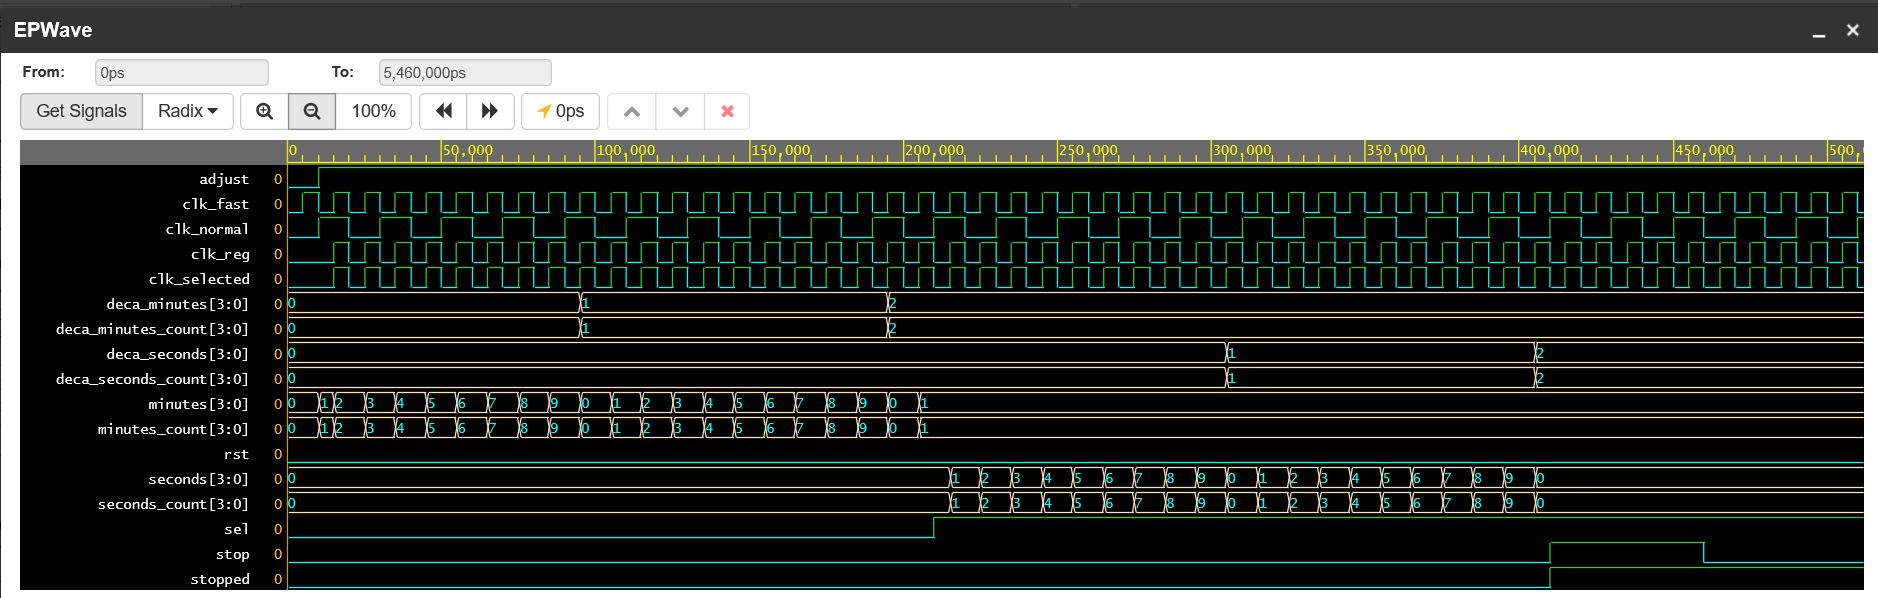 EPWave
From: 0ps To: 5,460,000ps
Get Signals Radix 100% 0ps
0 50,000 100,000 150,000 200,000 250,000 300,000 350,000 400,000 450,000 500,
adjust 0
clk_fast 0
clk_normal 0
clk_reg 0
clk_selected 0
deca_minutes[3:0] 0 0 1 2
deca_minutes_count[3:0] 0 0 1 2
deca_seconds[3:0] 0 0 1 2
deca_seconds_count[3:0] 0 0 1 2
minutes[3:0] 0 0 1 2 3 4 5 6 7 8 9 0 1 2 3 4 5 6 7 8 9 0 1
minutes_count[3:0] 0 0 1 2 3 4 5 6 7 8 9 0 1 2 3 4 5 6 7 8 9 0 1
rst 0
seconds[3:0] 0 0 1 2 3 4 5 6 7 8 9 0 1 2 3 4 5 6 7 8 9 0
seconds_count[3:0] 0 0 1 2 3 4 5 6 7 8 9 0 1 2 3 4 5 6 7 8 9 0
sel 0
stop 0
stopped 0